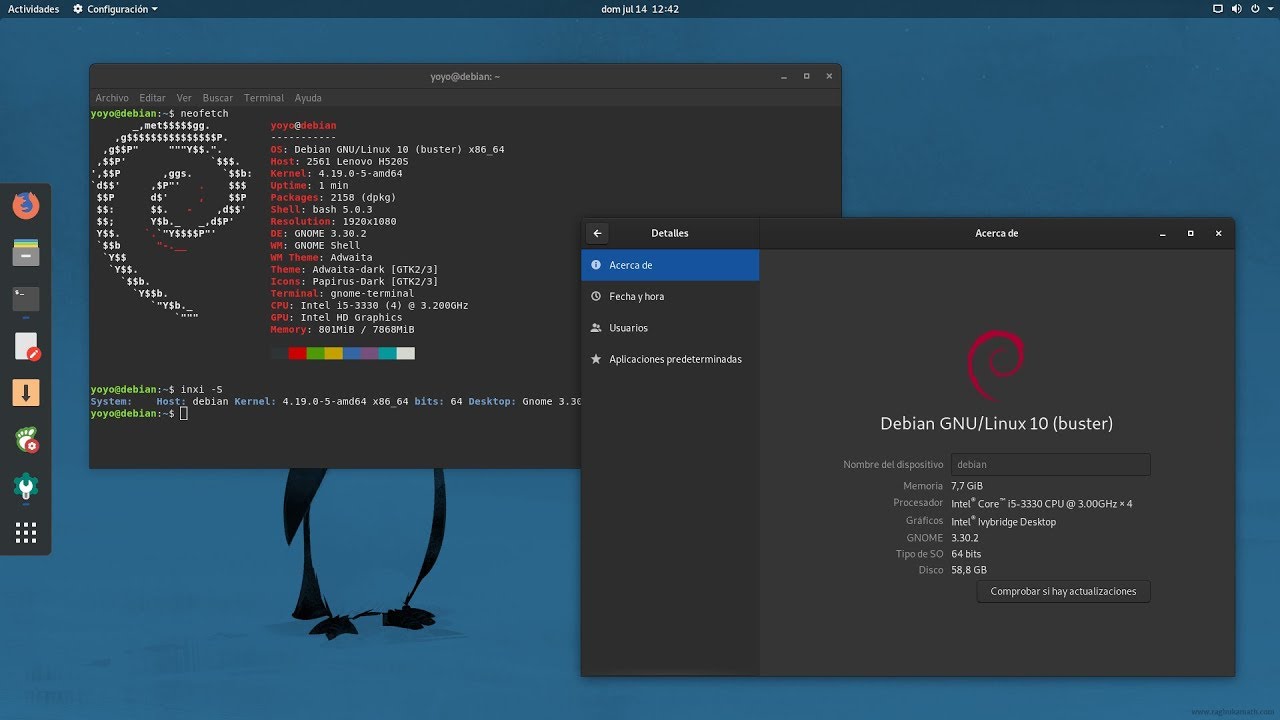 Actividades Configuración dom jul 14 12:42
yoyo@debian: ~
Archivo Editar Ver Buscar Terminal Ayuda
yoyo@debian:~$ neofetch
_,met$$$$$gg.
,g$$$$$$$$$$$$$$$P.
,g$$P" """Y$$.".
,$$P' `$$$.
',$$P ,ggs. `$$b:
`d$$' ,$P"' . $$$
$$P d$' , $$P
$$: $$. - ,d$$'
$$; Y$b._ _,d$P'
Y$$. `.`"Y$$$$P"'
`$$b "-.__
`Y$$
`Y$$.
`$$b.
`Y$$b.
`"Y$b._
`"""
yoyo@debian
-----------
OS: Debian GNU/Linux 10 (buster) x86_64
Host: 2561 Lenovo H520S
Kernel: 4.19.0-5-amd64
Uptime: 1 min
Packages: 2158 (dpkg)
Shell: bash 5.0.3
Resolution: 1920x1080
DE: GNOME 3.30.2
WM: GNOME Shell
WM Theme: Adwaita
Theme: Adwaita-dark [GTK2/3]
Icons: Papirus-Dark [GTK2/3]
Terminal: gnome-terminal
CPU: Intel i5-3330 (4) @ 3.200GHz
GPU: Intel HD Graphics
Memory: 801MiB / 7868MiB
yoyo@debian:~$ inxi -S
System: Host: debian Kernel: 4.19.0-5-amd64 x86_64 bits: 64 Desktop: Gnome 3.30
yoyo@debian:~$
Detalles
Acerca de
Fecha y hora
Usuarios
Aplicaciones predeterminadas
Acerca de
Debian GNU/Linux 10 (buster)
Nombre del dispositivo debian
Memoria 7,7 GiB
Procesador Intel® Core™ i5-3330 CPU @ 3.00GHz × 4
Gráficos Intel® Ivybridge Desktop
GNOME 3.30.2
Tipo de SO 64 bits
Disco 58,8 GB
Comprobar si hay actualizaciones